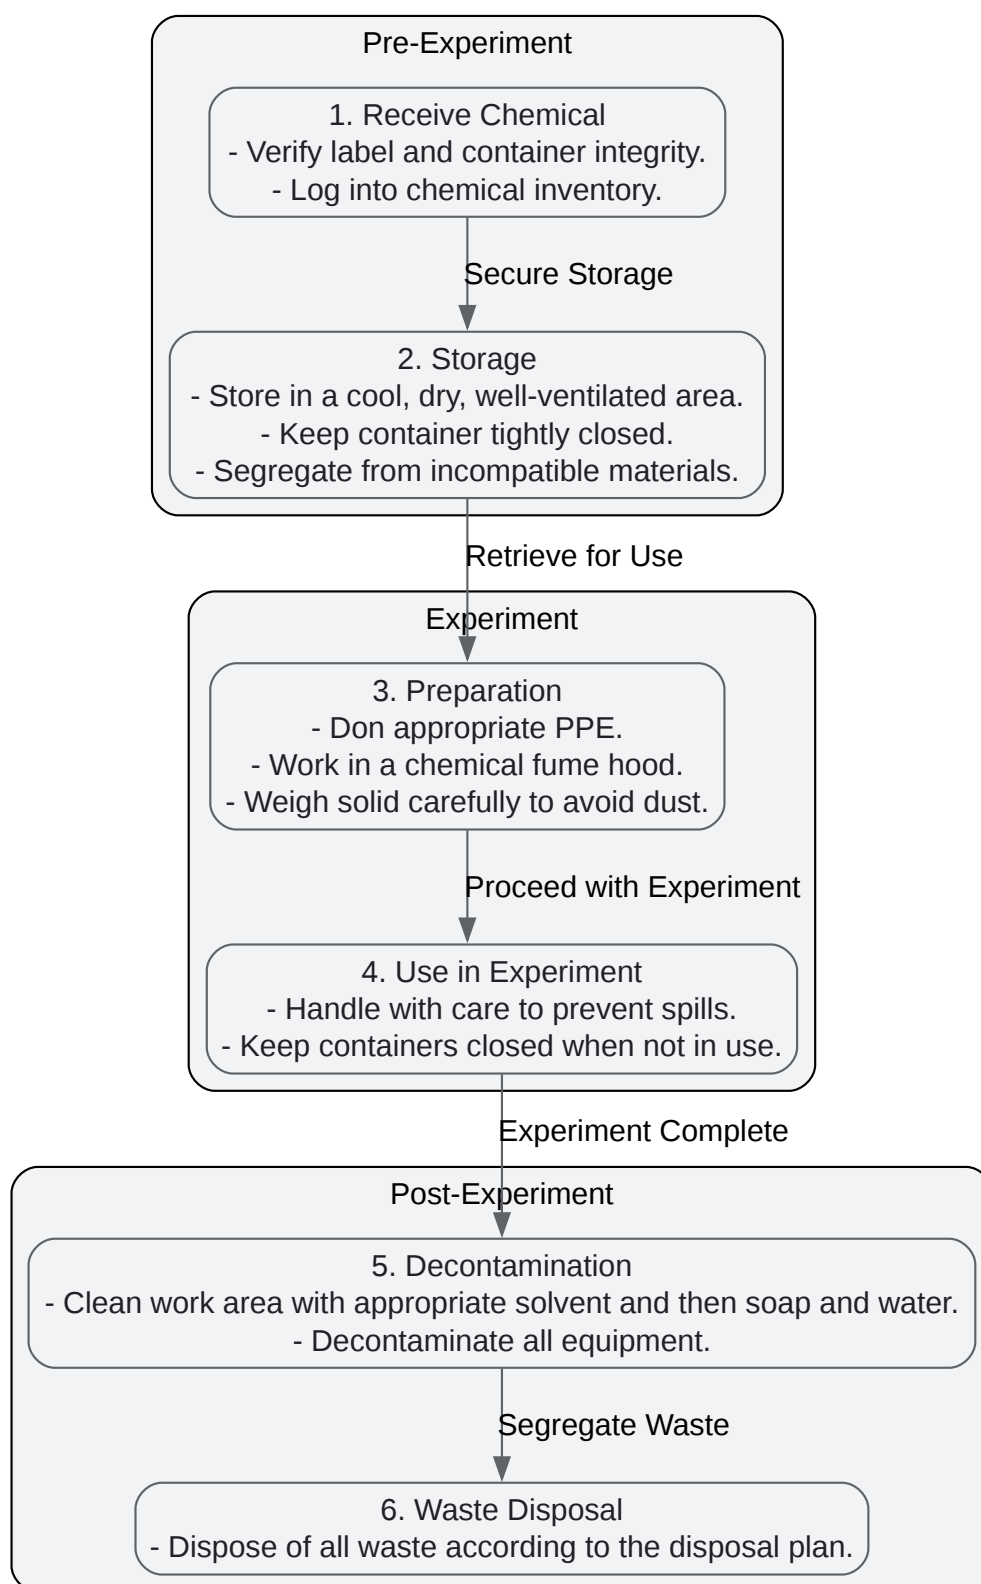 Pre-Experiment
1. Receive Chemical
- Verify label and container integrity.
- Log into chemical inventory.
Secure Storage
2. Storage
- Store in a cool, dry, well-ventilated area.
- Keep container tightly closed.
- Segregate from incompatible materials.
Retrieve for Use
Experiment
3. Preparation
- Don appropriate PPE.
- Work in a chemical fume hood.
- Weigh solid carefully to avoid dust.
Proceed with Experiment
4. Use in Experiment
- Handle with care to prevent spills.
- Keep containers closed when not in use.
Experiment Complete
Post-Experiment
5. Decontamination
- Clean work area with appropriate solvent and then soap and water.
- Decontaminate all equipment.
Segregate Waste
6. Waste Disposal
- Dispose of all waste according to the disposal plan.